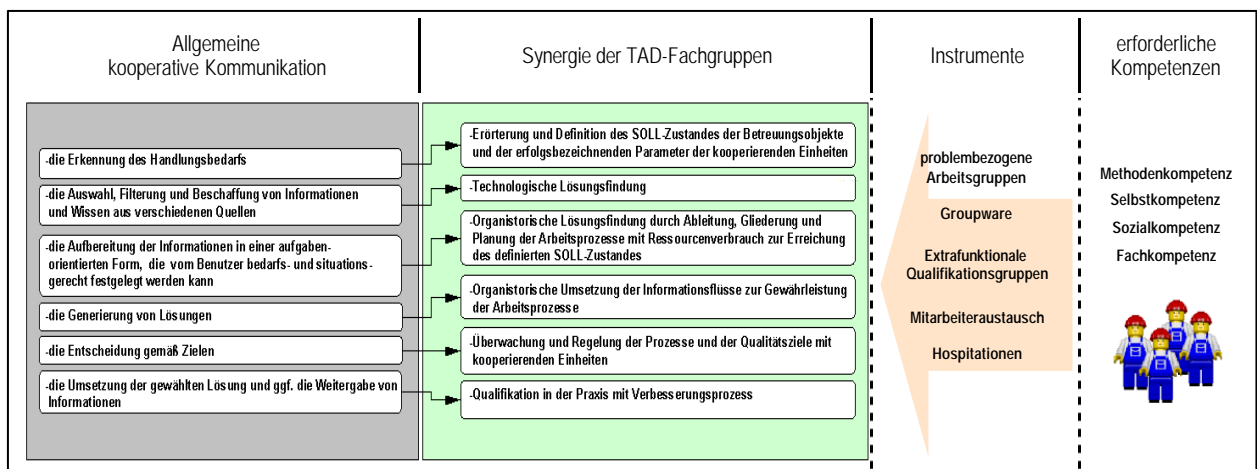 Allgemeine
kooperative Kommunikation
Synergie der TAD-Fachgruppen
Instrumente
erforderliche
Kompetenzen
-die Erkennung des Handlungsbedarfs
-die Auswahl, Filterung und Beschaffung von Informationen
und Wissen aus verschiedenen Quellen
-die Aufbereitung der Informationen in einer aufgaben-
orientierten Form, die vom Benutzer bedarfs- und situations-
gerecht festgelegt werden kann
-die Generierung von Lösungen
-die Entscheidung gemäß Zielen
-die Umsetzung der gewählten Lösung und ggf. die Weitergabe von
Informationen
-Erörterung und Definition des SOLL-Zustandes der Betreuungsobjekte
und der erfolgsbezeichnenden Parameter der kooperierenden Einheiten
-Technologische Lösungsfindung
-Organistorische Lösungsfindung durch Ableitung, Gliederung und
Planung der Arbeitsprozesse mit Ressourcenverbrauch zur Erreichung
des definierten SOLL-Zustandes
-Organistorische Umsetzung der Informationsflüsse zur Gewährleistung
der Arbeitsprozesse
-Überwachung und Regelung der Prozesse und der Qualitätsziele mit
kooperierenden Einheiten
-Qualifikation in der Praxis mit Verbesserungsprozess
problembezogene
Arbeitsgruppen
Groupware
Extrafunktionale
Qualifikationsgruppen
Mitarbeiteraustausch
Hospitationen
Methodenkompetenz
Selbstkompetenz
Sozialkompetenz
Fachkompetenz